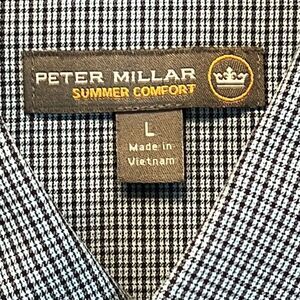 PETER MILLAR
SUMMER COMFORT
L
Made in
Vietnam